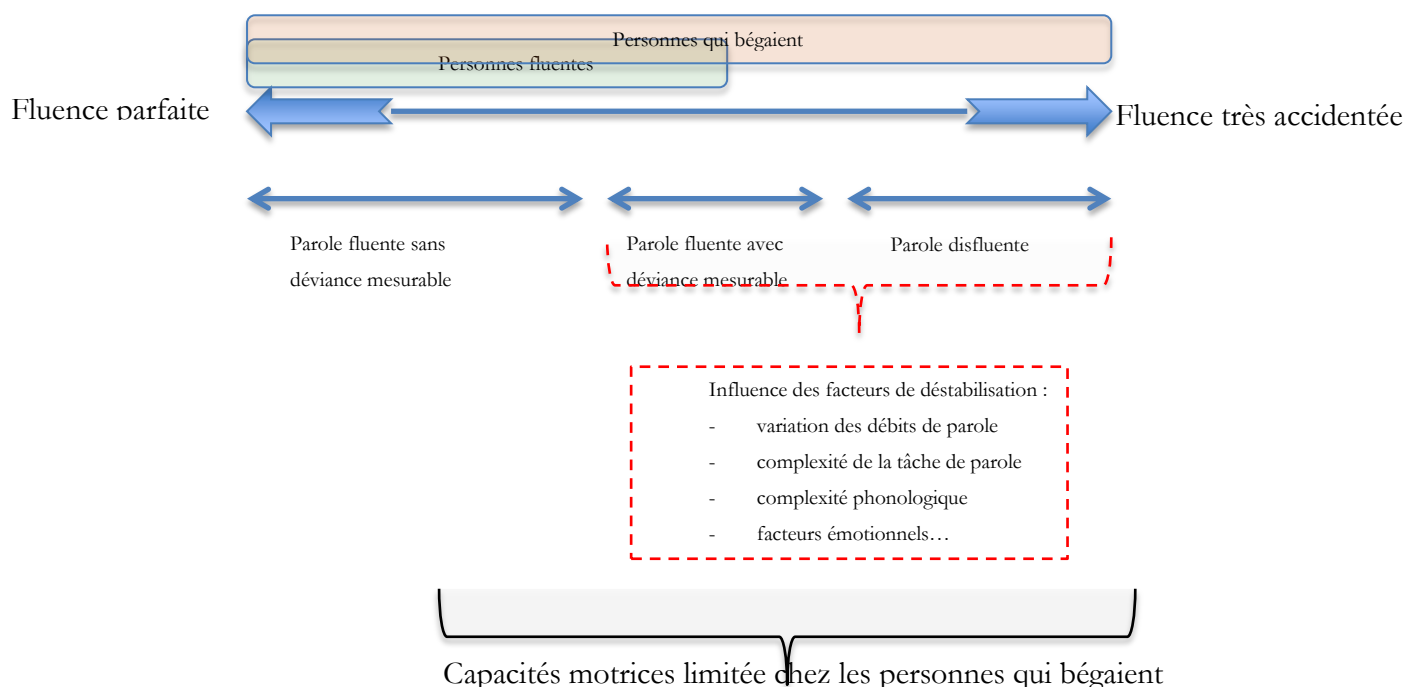 Personnes qui bégaient
Personnes fluentes
Fluence parfaite
Fluence très accidentée
Parole fluente sans
déviance mesurable
Parole fluente avec
déviance mesurable
Parole disfluente
Influence des facteurs de déstabilisation :
- variation des débits de parole
- complexité de la tâche de parole
- complexité phonologique
- facteurs émotionnels…
Capacités motrices limitée chez les personnes qui bégaient